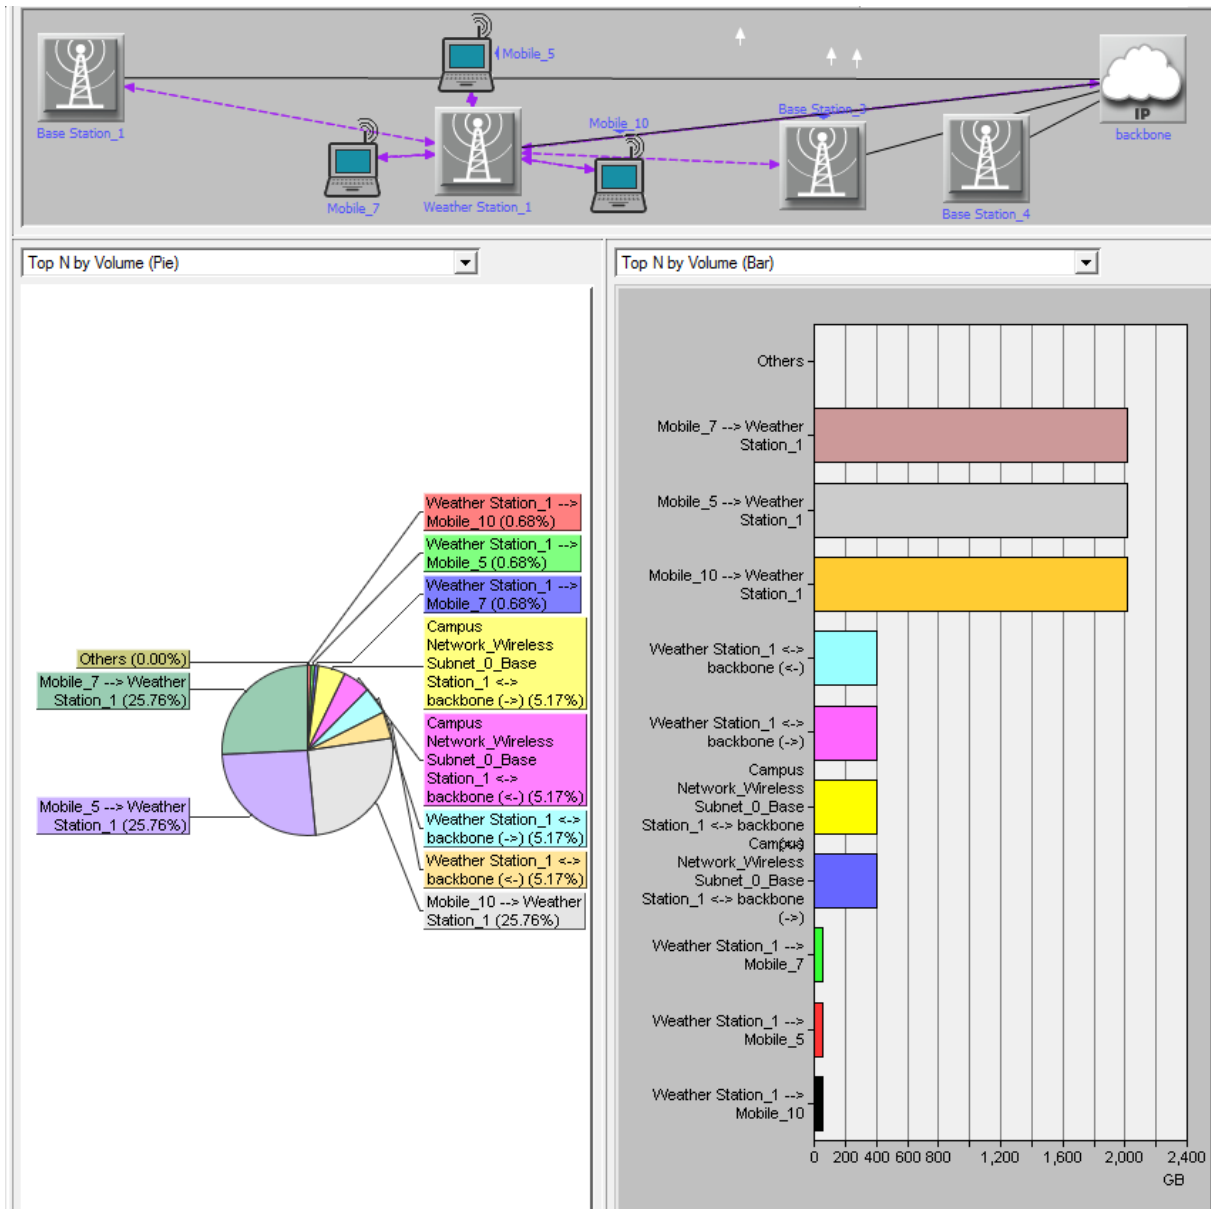 Mobile_5
Base Station_1
Mobile_10
Base Station_3
IP
backbone
Mobile_7
Weather Station_1
Base Station_4
Top N by Volume (Pie)
Weather Station_1 -->
Mobile_10 (0.68%)
Weather Station_1 -->
Mobile_5 (0.68%)
Weather Station_1 -->
Mobile_7 (0.68%)
Campus
Network_Wireless
Subnet_0_Base
Station_1 <->
backbone (->) (5.17%)
Campus
Network_Wireless
Subnet_0_Base
Station_1 <->
backbone (<-) (5.17%)
Weather Station_1 <->
backbone (->) (5.17%)
Weather Station_1 <->
backbone (<-) (5.17%)
Mobile_10 --> Weather
Station_1 (25.76%)
Others (0.00%)
Mobile_7 --> Weather
Station_1 (25.76%)
Mobile_5 --> Weather
Station_1 (25.76%)
Top N by Volume (Bar)
Others
Mobile_7 --> Weather
Station_1
Mobile_5 --> Weather
Station_1
Mobile_10 --> Weather
Station_1
Weather Station_1 <->
backbone (<-)
Weather Station_1 <->
backbone (->)
Campus
Network_Wireless
Subnet_0_Base
Station_1 <-> backbone
(<-)
Campus
Network_Wireless
Subnet_0_Base
Station_1 <-> backbone
(->)
Weather Station_1 -->
Mobile_7
Weather Station_1 -->
Mobile_5
Weather Station_1 -->
Mobile_10
0 200 400 600 800 1,200 1,600 2,000 2,400
GB